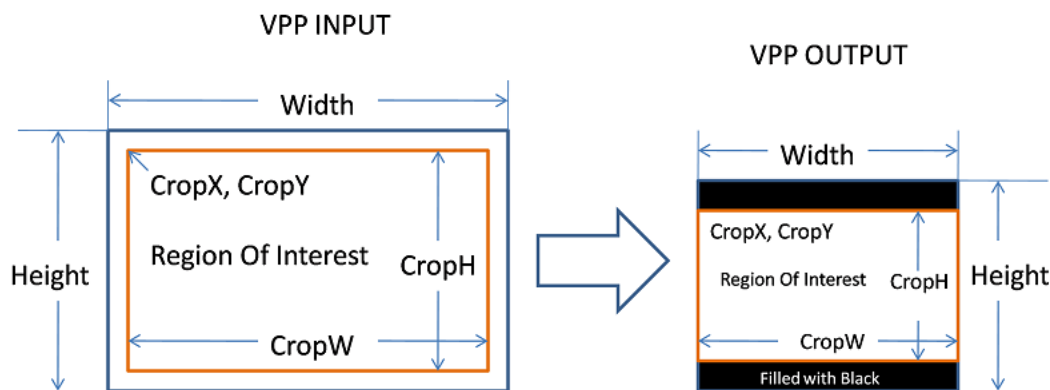 VPP INPUT
Width
CropX, CropY
Region Of Interest
Height
CropH
CropW
VPP OUTPUT
Width
CropX, CropY
Region Of Interest
CropH
Height
CropW
Filled with Black